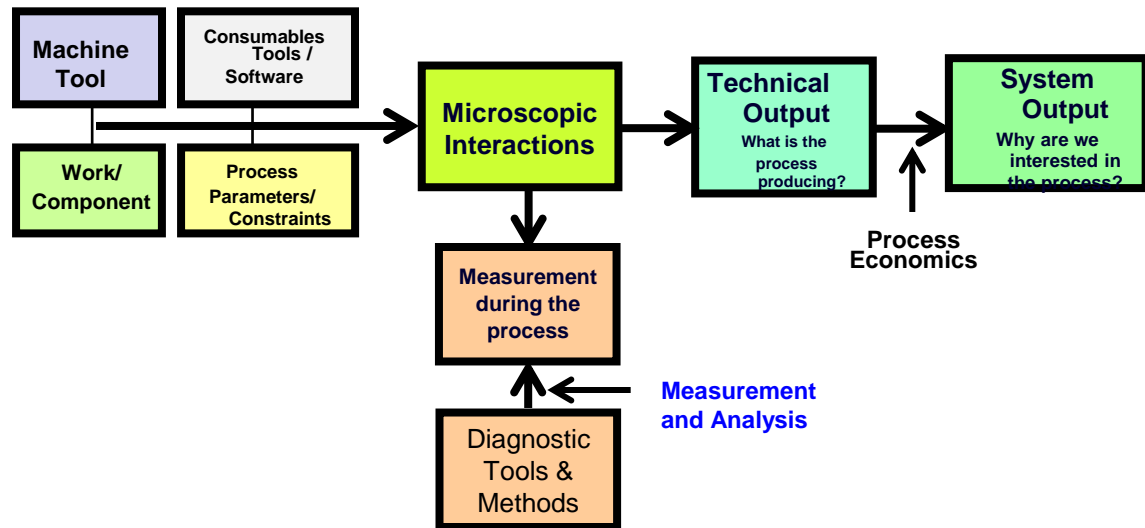 Machine
Tool
Consumables
Tools /
Software
Work/
Component
Process
Parameters/
Constraints
Microscopic
Interactions
Technical
Output
What is the
process
producing?
System
Output
Why are we
interested in
the process?
Process
Economics
Measurement
during the
process
Measurement
and Analysis
Diagnostic
Tools &
Methods